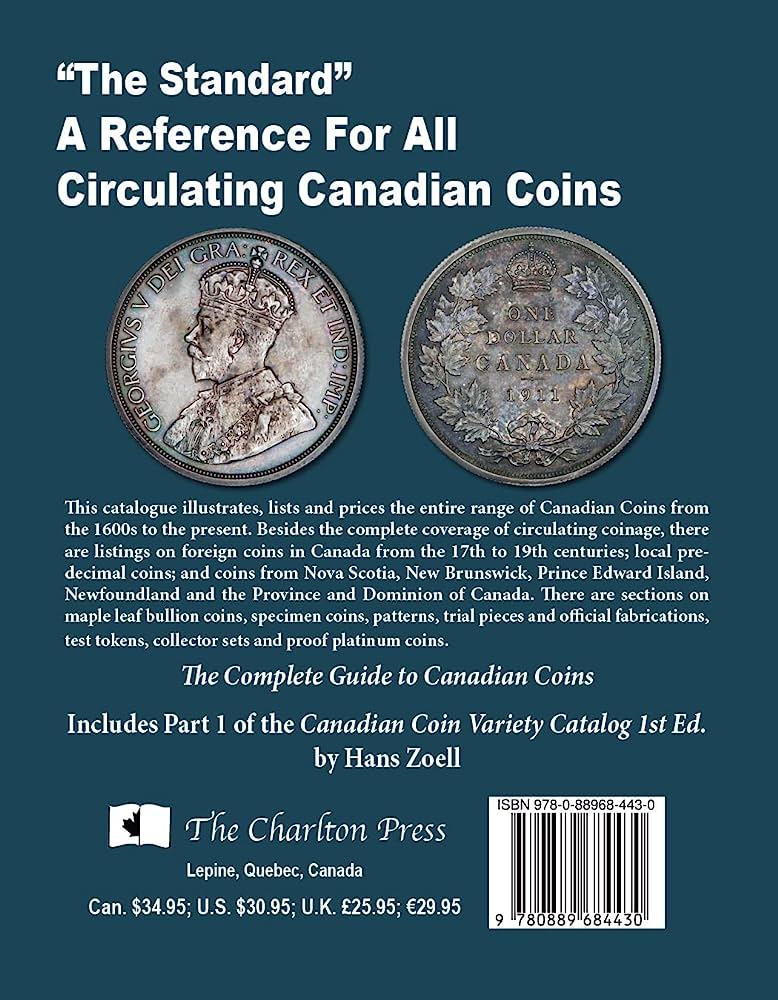 “The Standard”
A Reference For All
Circulating Canadian Coins
GEORGIVS V DEI GRA: REX ET IND: IMP:
ONE
DOLLAR
CANADA
1911
This catalogue illustrates, lists and prices the entire range of Canadian Coins from
the 1600s to the present. Besides the complete coverage of circulating coinage, there
are listings on foreign coins in Canada from the 17th to 19th centuries; local pre-
decimal coins; and coins from Nova Scotia, New Brunswick, Prince Edward Island,
Newfoundland and the Province and Dominion of Canada. There are sections on
maple leaf bullion coins, specimen coins, patterns, trial pieces and official fabrications,
test tokens, collector sets and proof platinum coins.
The Complete Guide to Canadian Coins
Includes Part 1 of the Canadian Coin Variety Catalog 1st Ed.
by Hans Zoell
The Charlton Press
Lepine, Quebec, Canada
Can. $34.95; U.S. $30.95; U.K. £25.95; €29.95
ISBN 978-0-88968-443-0
9 780889 684430